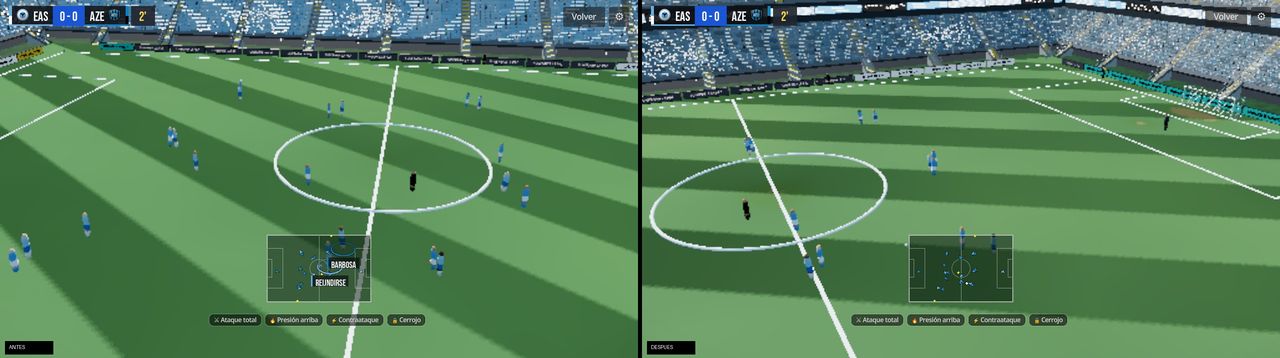 EAS 0-0 AZE 2'
Volver
BARBOSA
REUNDIRSE
⚔ Ataque total
🔥 Presión arriba
⚡ Contraataque
🔒 Cerrojo
ANTES
EAS 0-0 AZE 2'
Volver
⚔ Ataque total
🔥 Presión arriba
⚡ Contraataque
🔒 Cerrojo
DESPUES